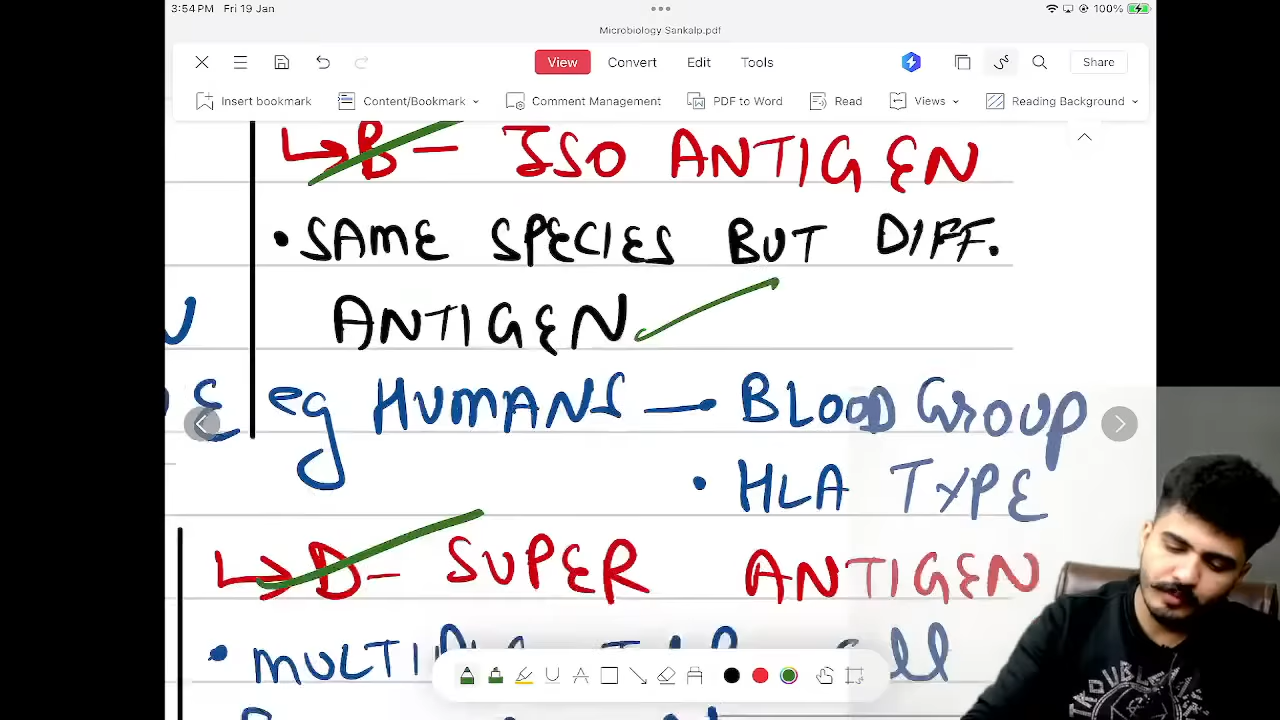 3:54 PM Fri 19 Jan
100%
Microbiology Sankalp.pdf
View Convert Edit Tools
Share
Insert bookmark Content/Bookmark Comment Management PDF to Word Read Views Reading Background
↳B- ISO ANTIGEN
• SAME SPECIES BUT DIFF.
ANTIGEN
eg HUMANS — BLOOD GROUP
• HLA TYPE
↳D- SUPER ANTIGEN